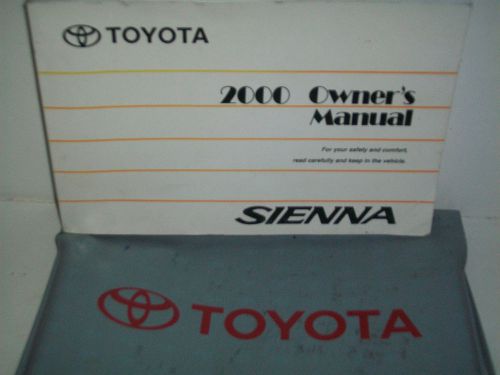 TOYOTA
2000 Owner's
Manual
For your safety and comfort,
read carefully and keep in the vehicle.
SIENNA
TOYOTA